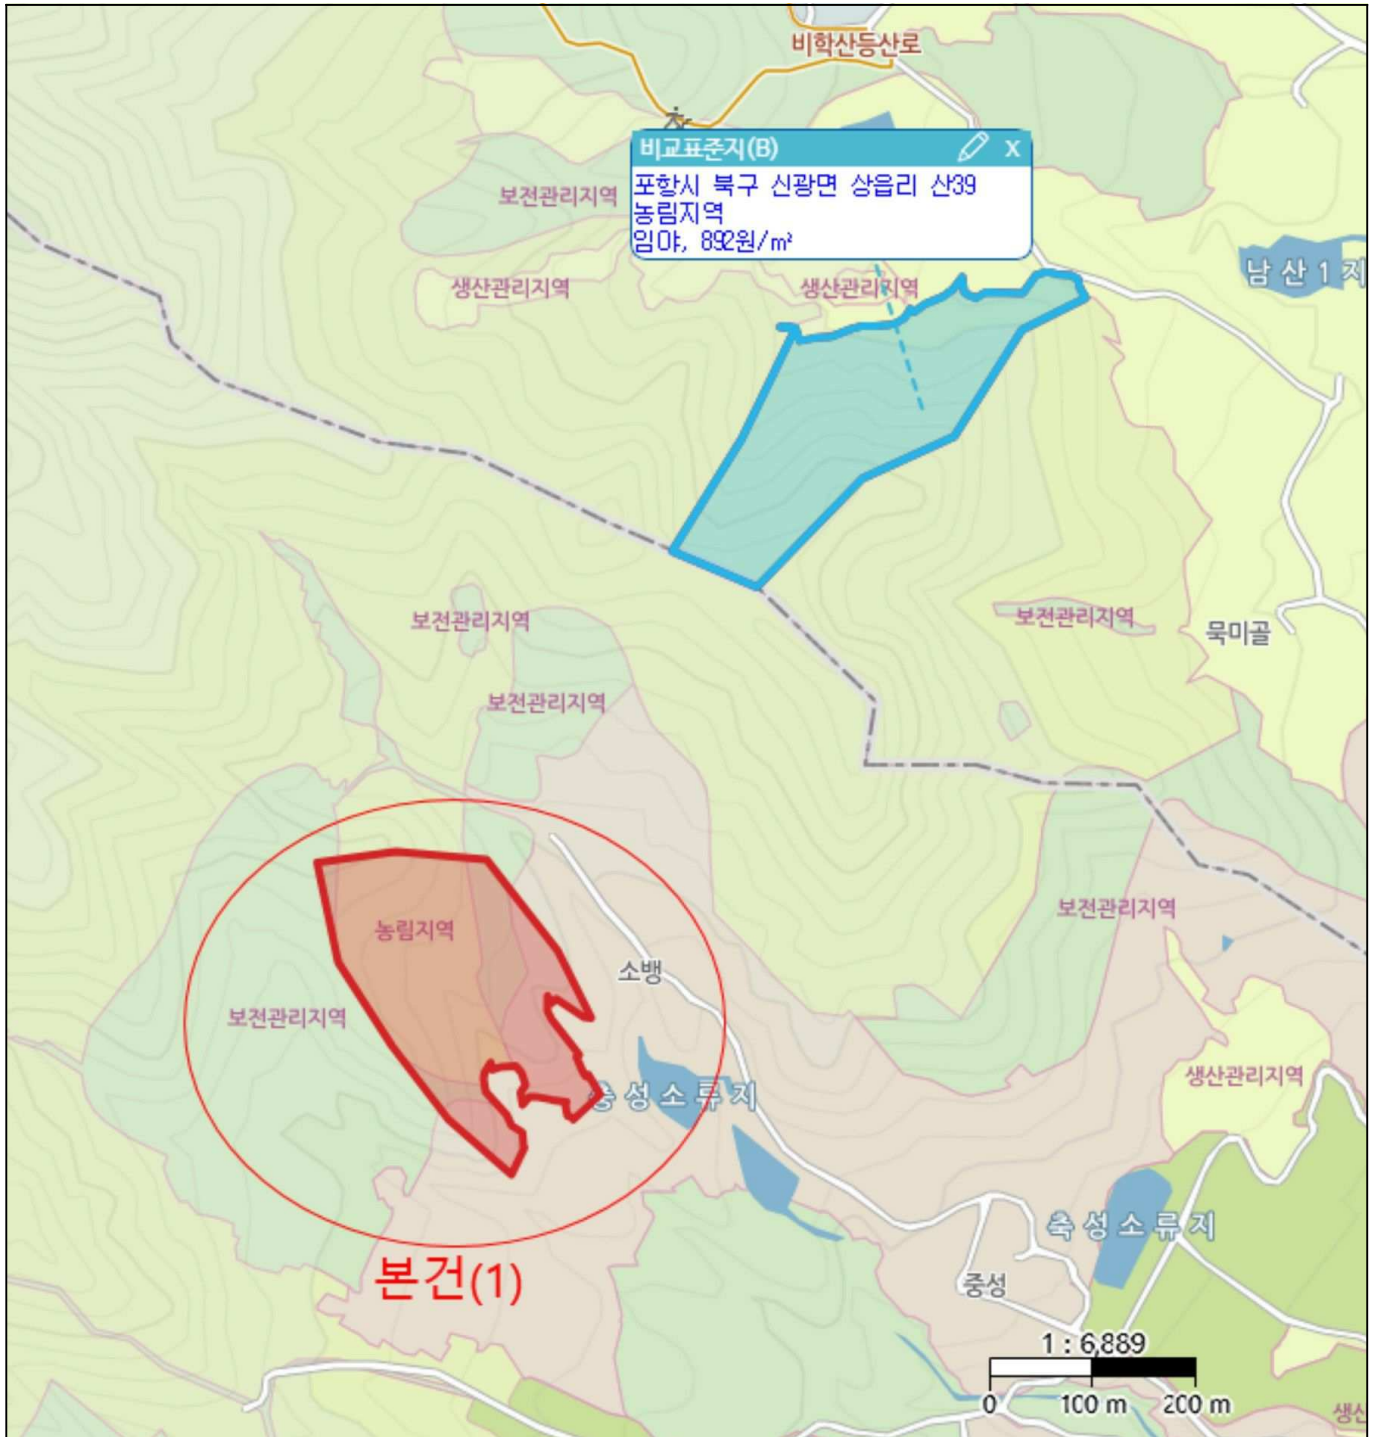 비학산등산로
비교표준지(B) X
포항시 북구 신광면 상읍리 산39
농림지역
임야, 892원/㎡
보전관리지역
생산관리지역
생산관리지역
남 산 1 지
보전관리지역
보전관리지역
묵미골
보전관리지역
보전관리지역
농림지역
소뱅
보전관리지역
생산관리지역
성 소 류 지
축 성 소 류 지
본건(1)
중성
1 : 6,889
0 100 m 200 m
생산